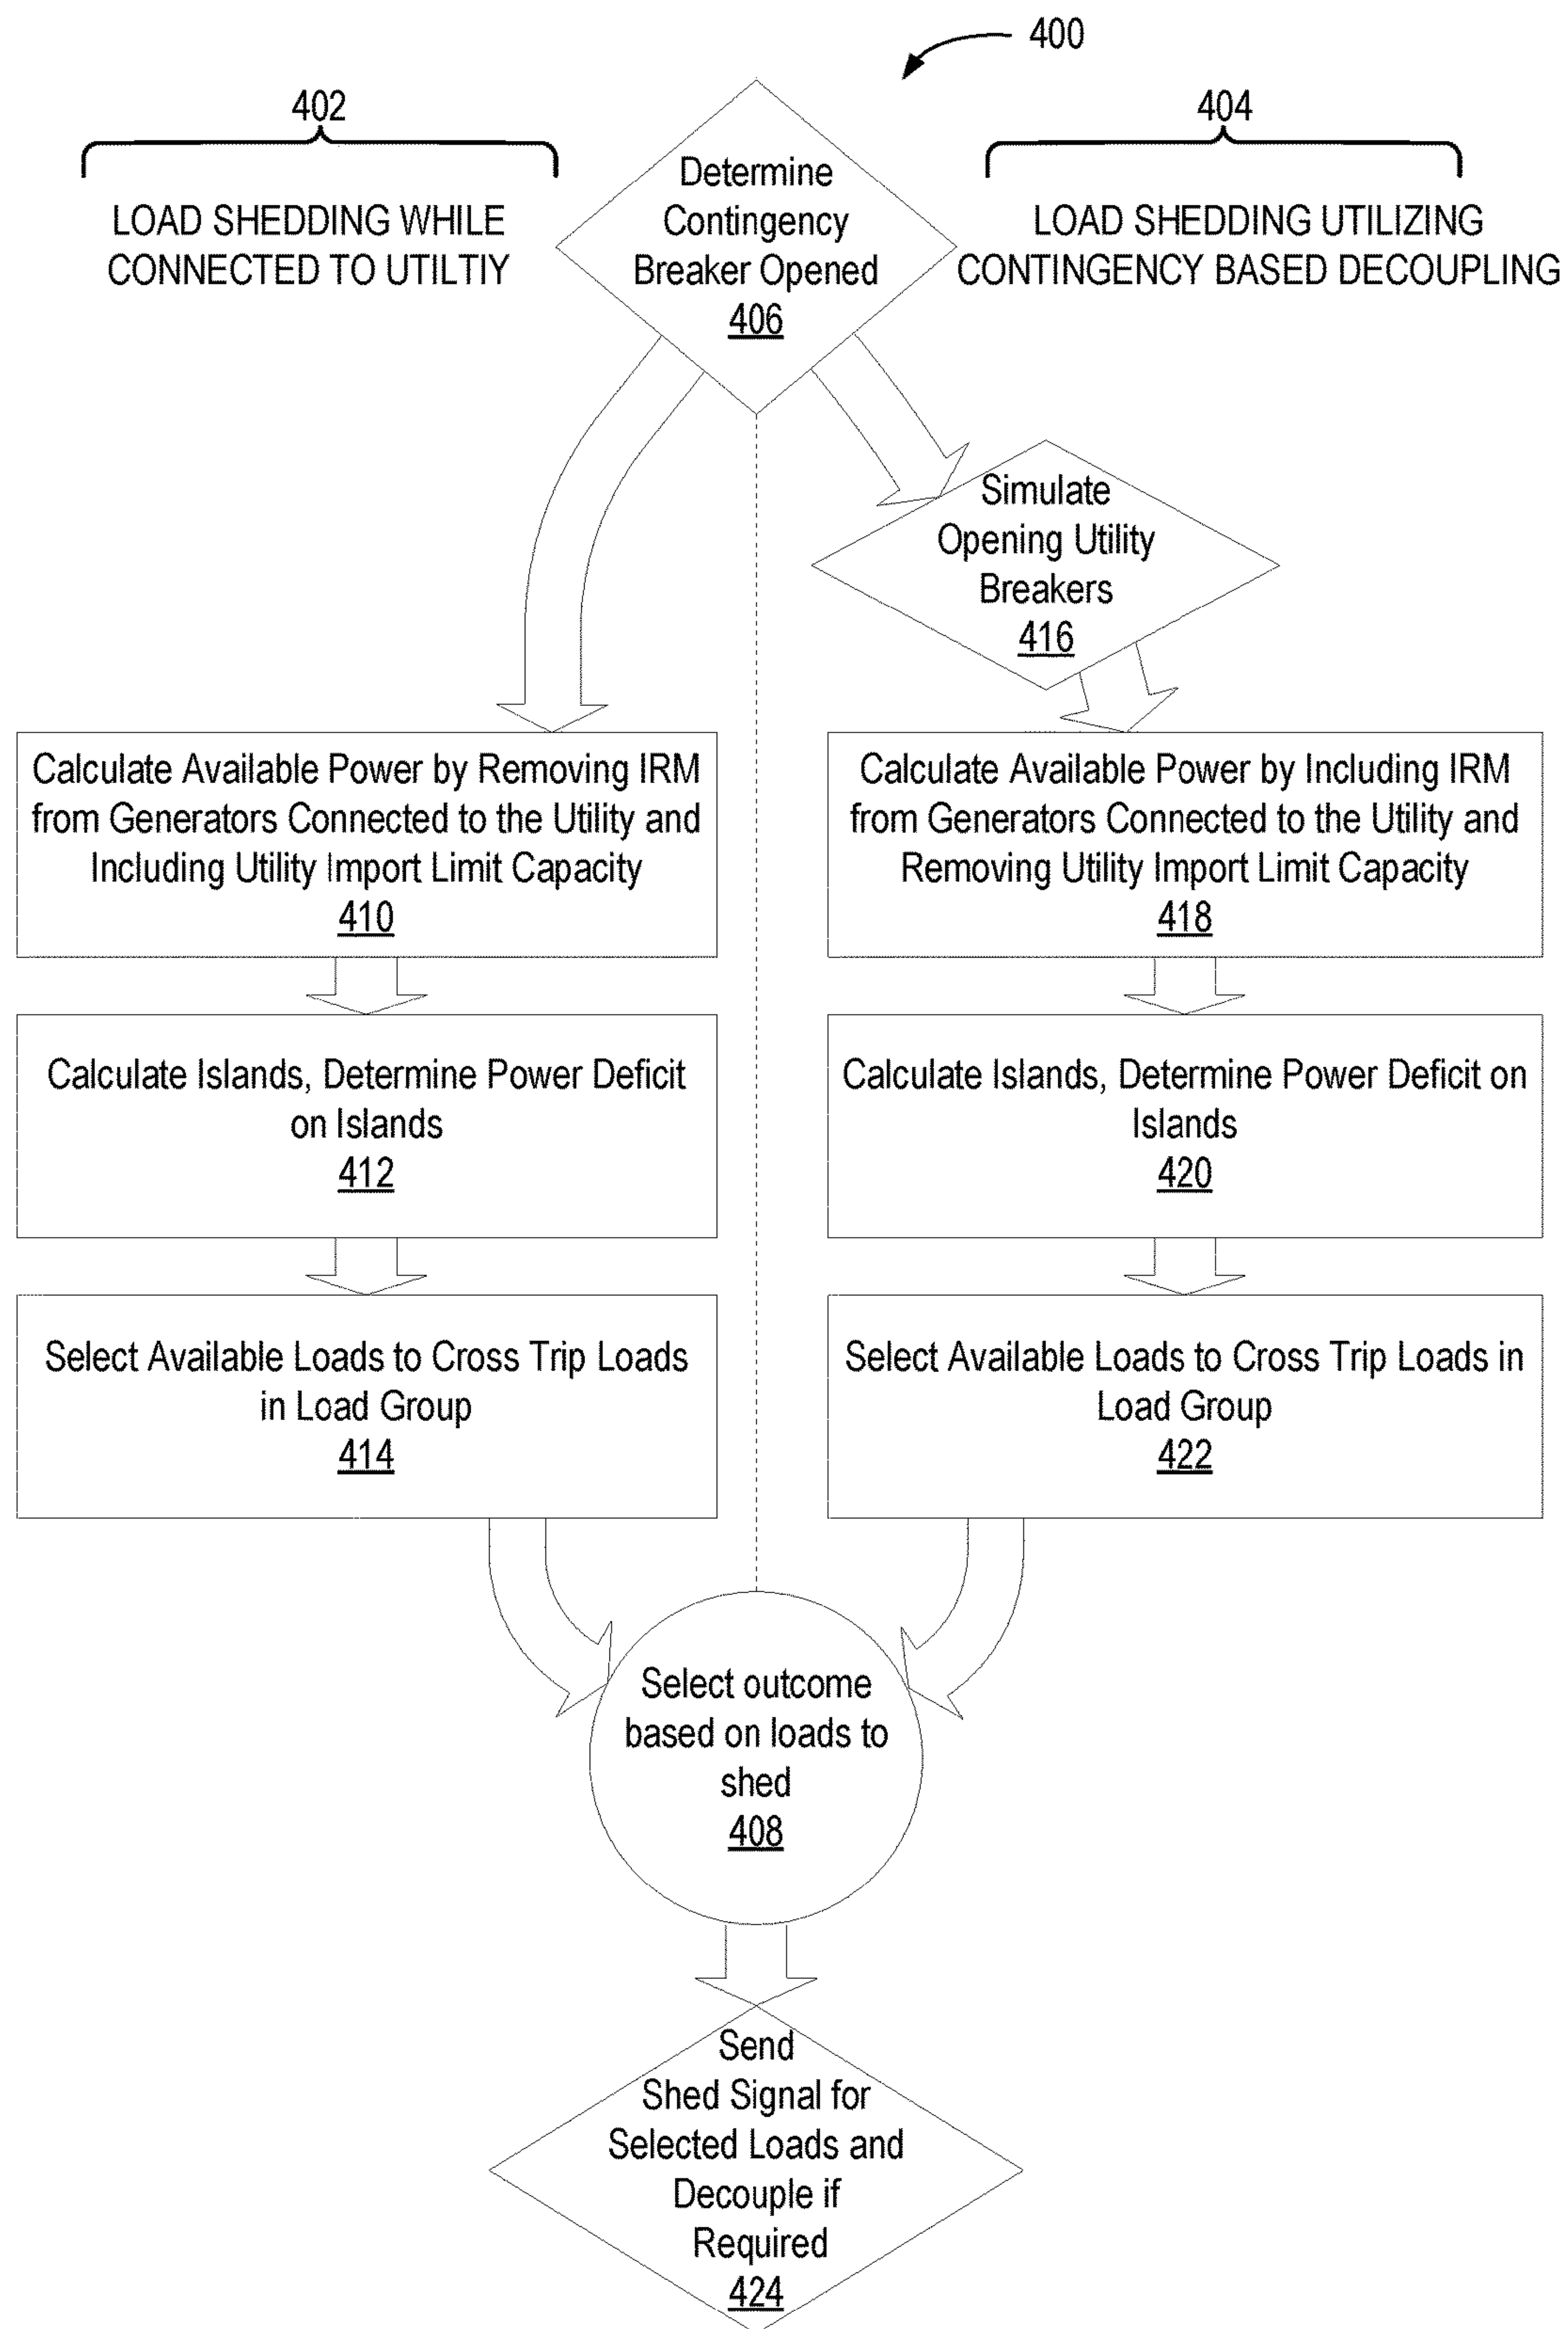 400
402
LOAD SHEDDING WHILE
CONNECTED TO UTILTIY
404
LOAD SHEDDING UTILIZING
CONTINGENCY BASED DECOUPLING
Determine
Contingency
Breaker Opened
406
Simulate
Opening Utility
Breakers
416
Calculate Available Power by Removing IRM
from Generators Connected to the Utility and
Including Utility Import Limit Capacity
410
Calculate Available Power by Including IRM
from Generators Connected to the Utility and
Removing Utility Import Limit Capacity
418
Calculate Islands, Determine Power Deficit
on Islands
412
Calculate Islands, Determine Power Deficit on
Islands
420
Select Available Loads to Cross Trip Loads
in Load Group
414
Select Available Loads to Cross Trip Loads in
Load Group
422
Select outcome
based on loads to
shed
408
Send
Shed Signal for
Selected Loads and
Decouple if
Required
424